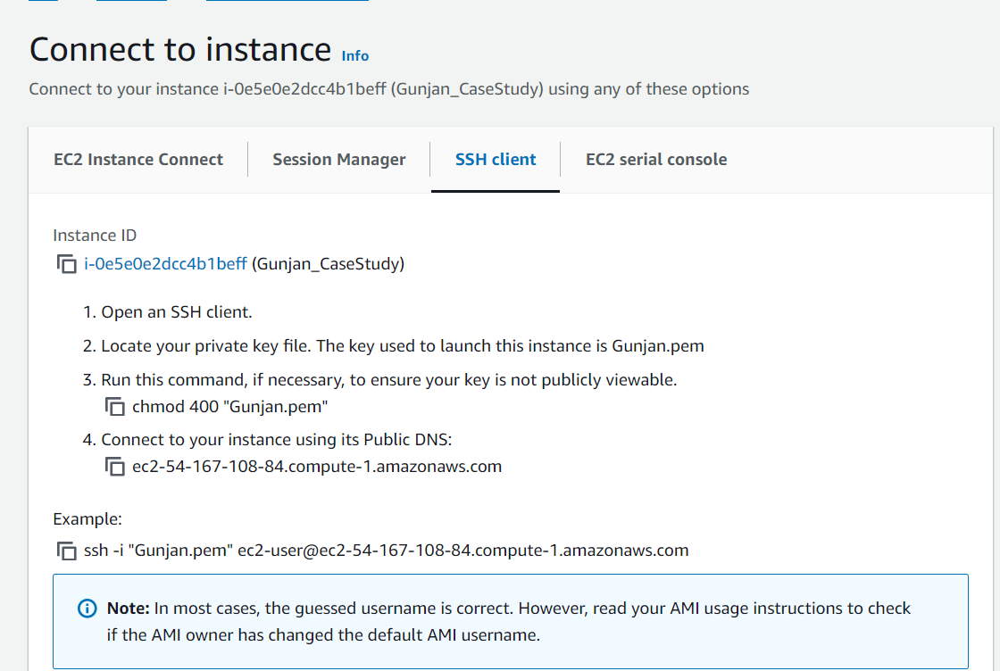 Connect to instance Info
Connect to your instance i-0e5e0e2dcc4b1beff (Gunjan_CaseStudy) using any of these options
EC2 Instance Connect Session Manager SSH client EC2 serial console
Instance ID
i-0e5e0e2dcc4b1beff (Gunjan_CaseStudy)
1. Open an SSH client.
2. Locate your private key file. The key used to launch this instance is Gunjan.pem
3. Run this command, if necessary, to ensure your key is not publicly viewable.
chmod 400 "Gunjan.pem"
4. Connect to your instance using its Public DNS:
ec2-54-167-108-84.compute-1.amazonaws.com
Example:
ssh -i "Gunjan.pem" ec2-user@ec2-54-167-108-84.compute-1.amazonaws.com
Note: In most cases, the guessed username is correct. However, read your AMI usage instructions to check
if the AMI owner has changed the default AMI username.